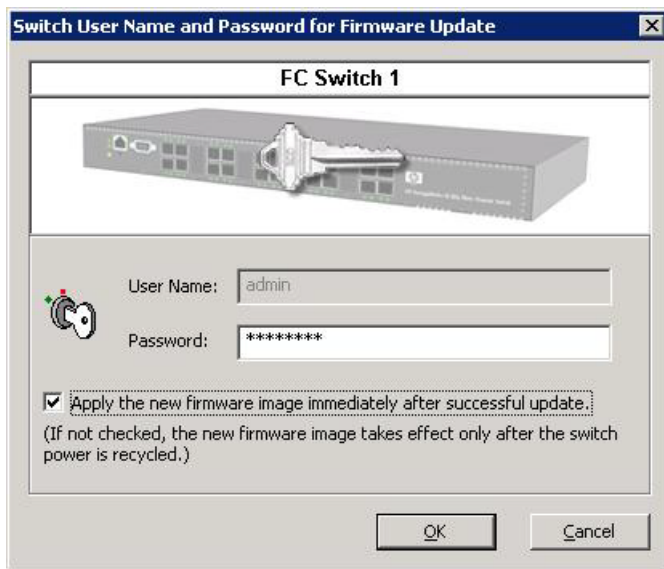 Switch User Name and Password for Firmware Update
FC Switch 1
User Name:
admin
Password:
********
Apply the new firmware image immediately after successful update.
(If not checked, the new firmware image takes effect only after the switch
power is recycled.)
OK
Cancel